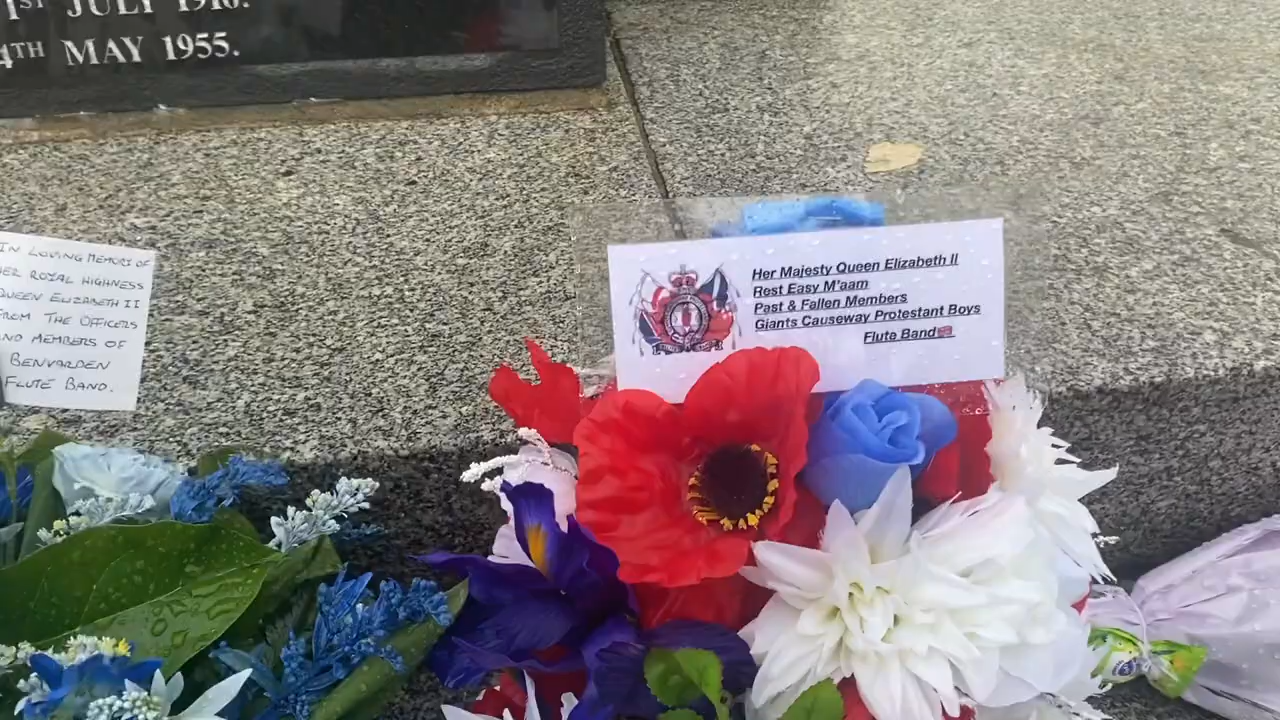 1ST JULY 1916.
4TH MAY 1955.
IN LOVING MEMORY OF
HER ROYAL HIGHNESS
QUEEN ELIZABETH II
FROM THE OFFICERS
AND MEMBERS OF
BENVARDEN
FLUTE BAND.
Her Majesty Queen Elizabeth II
Rest Easy M'aam
Past & Fallen Members
Giants Causeway Protestant Boys
Flute Band